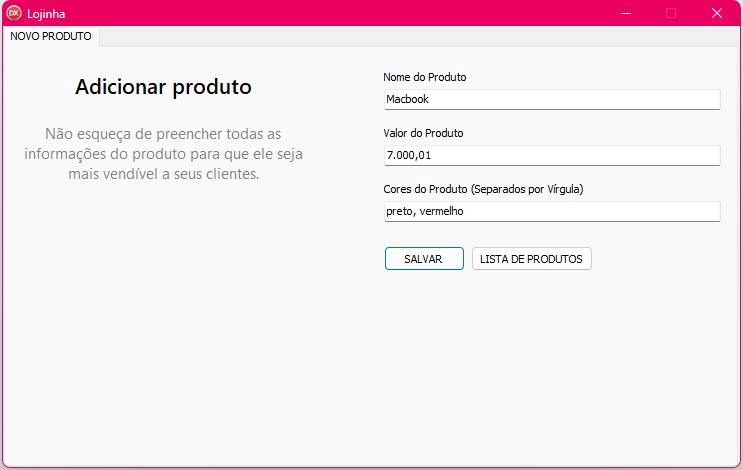 DX Lojinha
NOVO PRODUTO
Adicionar produto
Não esqueça de preencher todas as
informações do produto para que ele seja
mais vendível a seus clientes.
Nome do Produto
Macbook
Valor do Produto
7.000,01
Cores do Produto (Separados por Vírgula)
preto, vermelho
SALVAR LISTA DE PRODUTOS